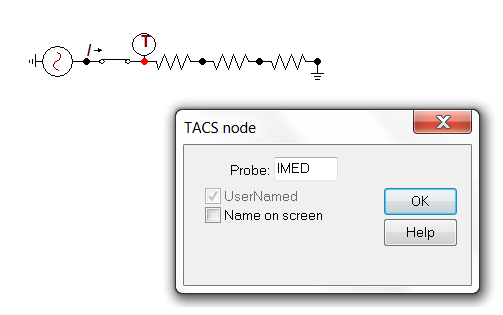 I
T
TACS node
Probe: IMED
UserNamed
Name on screen
OK
Help